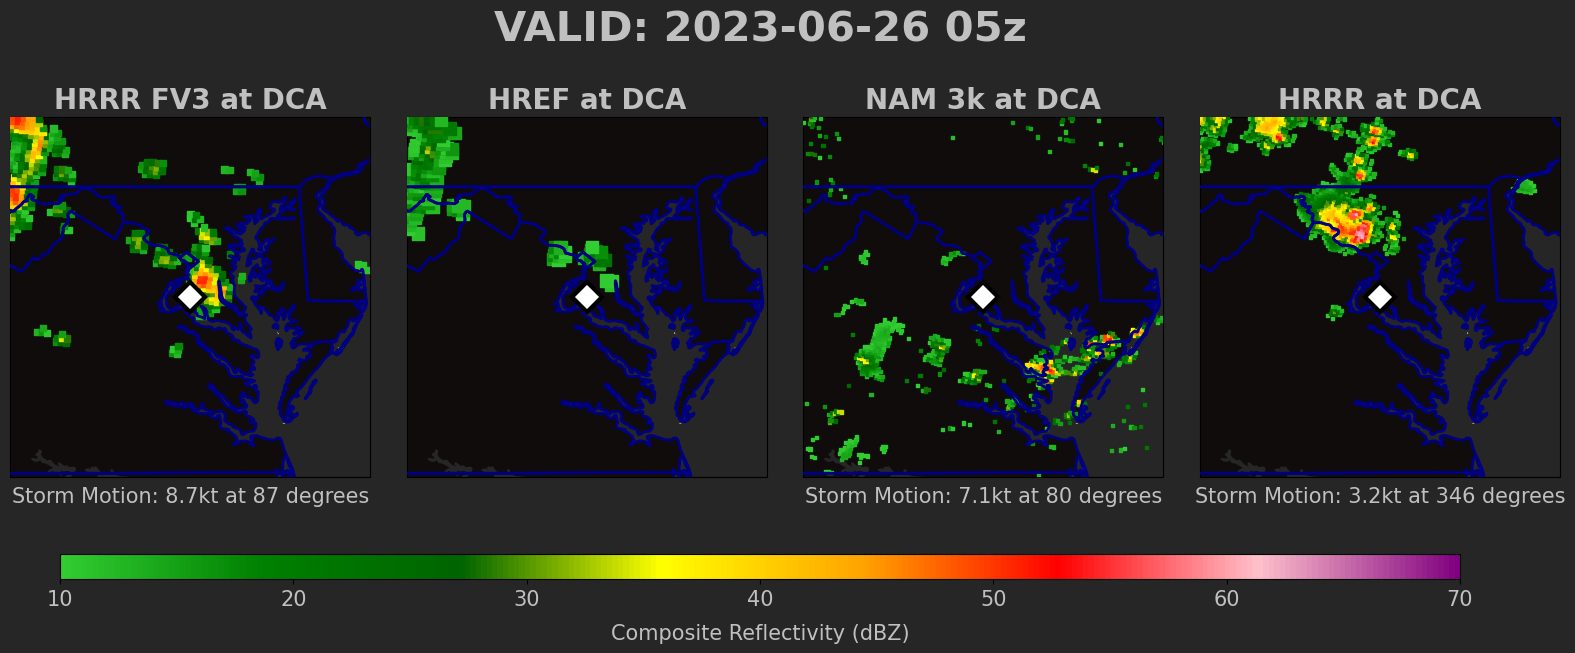 VALID: 2023-06-26 05z
HRRR FV3 at DCA
HREF at DCA
NAM 3k at DCA
HRRR at DCA
Storm Motion: 8.7kt at 87 degrees
Storm Motion: 7.1kt at 80 degrees
Storm Motion: 3.2kt at 346 degrees
10 20 30 40 50 60 70
Composite Reflectivity (dBZ)